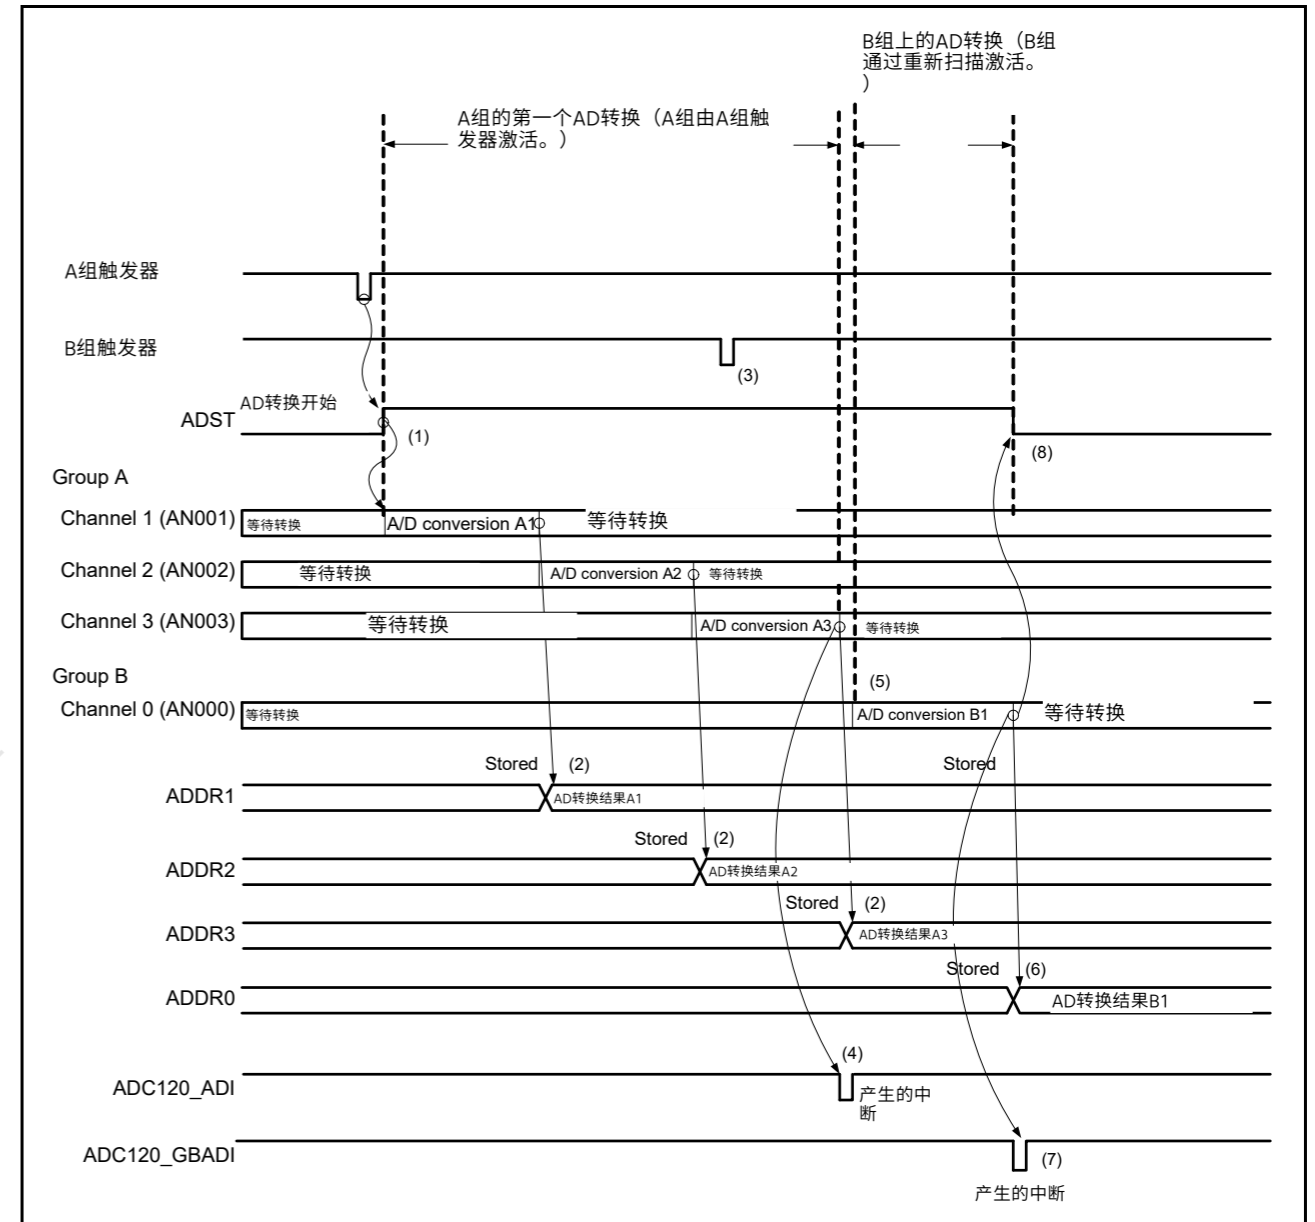 B组上的AD转换（B组
通过重新扫描激活。
）
A组的第一个AD转换（A组由A组触
发器激活。）
A组触发器
B组触发器
(3)
AD转换开始
ADST
(1)
(8)
Group A
Channel 1 (AN001)
等待转换
A/D conversion A1
等待转换
Channel 2 (AN002)
等待转换
A/D conversion A2
等待转换
Channel 3 (AN003)
等待转换
A/D conversion A3
等待转换
Group B
(5)
Channel 0 (AN000)
等待转换
A/D conversion B1
等待转换
Stored
(2)
Stored
ADDR1
AD转换结果A1
Stored
(2)
ADDR2
AD转换结果A2
Stored
(2)
ADDR3
AD转换结果A3
Stored
(6)
ADDR0
AD转换结果B1
(4)
ADC120_ADI
产生的中
断
ADC120_GBADI
(7)
产生的中断